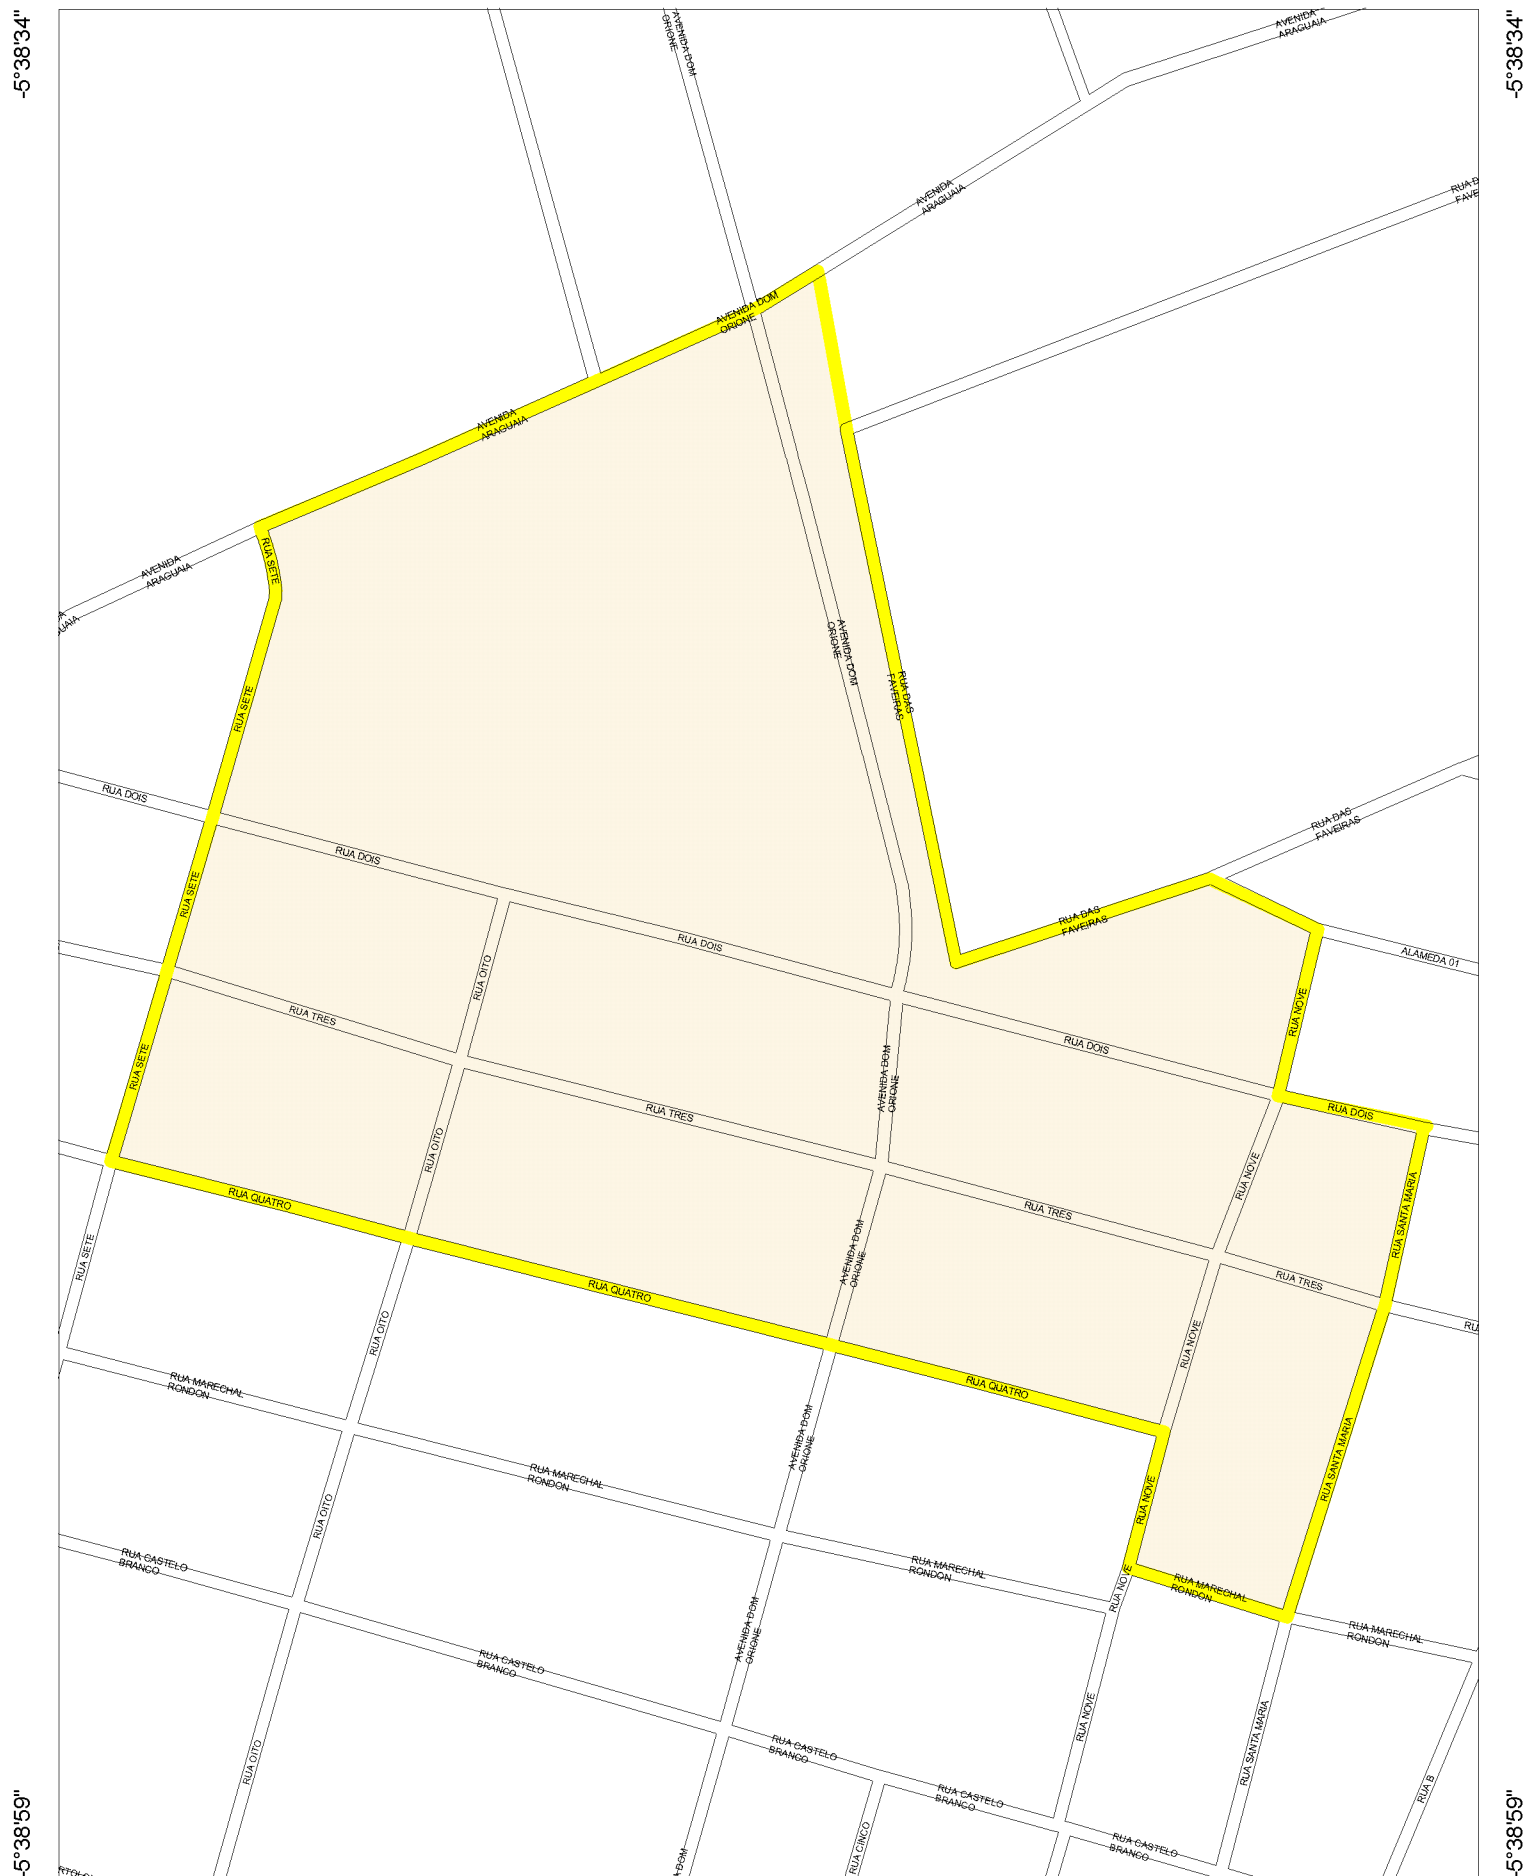 -5°38'34"
-5°38'34"
AVENIDA DOM
ORIONE
AVENIDA
ARAGUAIA
AVENIDA
ARAGUAIA
AVENIDA DOM
ORIONE
AVENIDA
ARAGUAIA
AVENIDA
ARAGUAIA
RUA SETE
AVENIDA DOM
ORIONE
RUA DAS
FAVEIRAS
RUA SETE
RUA DOIS
RUA DAS
FAVEIRAS
RUA DOIS
RUA SETE
RUA DAS
FAVEIRAS
RUA DOIS
ALAMEDA 01
RUA OITO
RUA NOVE
RUA TRES
RUA DOIS
RUA SETE
AVENIDA DOM
ORIONE
RUA TRES
RUA DOIS
RUA OITO
RUA NOVE
RUA QUATRO
RUA TRES
RUA SANTA MARIA
RUA SETE
AVENIDA DOM
ORIONE
RUA TRES
RUA QUATRO
RUA OITO
RUA NOVE
RUA MARECHAL
RONDON
RUA QUATRO
AVENIDA DOM
ORIONE
RUA SANTA MARIA
RUA MARECHAL
RONDON
RUA NOVE
RUA OITO
RUA CASTELO
BRANCO
RUA MARECHAL
RONDON
RUA NOVE
RUA MARECHAL
RONDON
AVENIDA DOM
ORIONE
RUA MARECHAL
RONDON
RUA CASTELO
BRANCO
RUA NOVE
RUA OITO
RUA CASTELO
BRANCO
RUA SANTA MARIA
RUA B
RUA CASTELO
BRANCO
RUA CINCO
RUA CASTELO
BRANCO
-5°38'59"
-5°38'59"